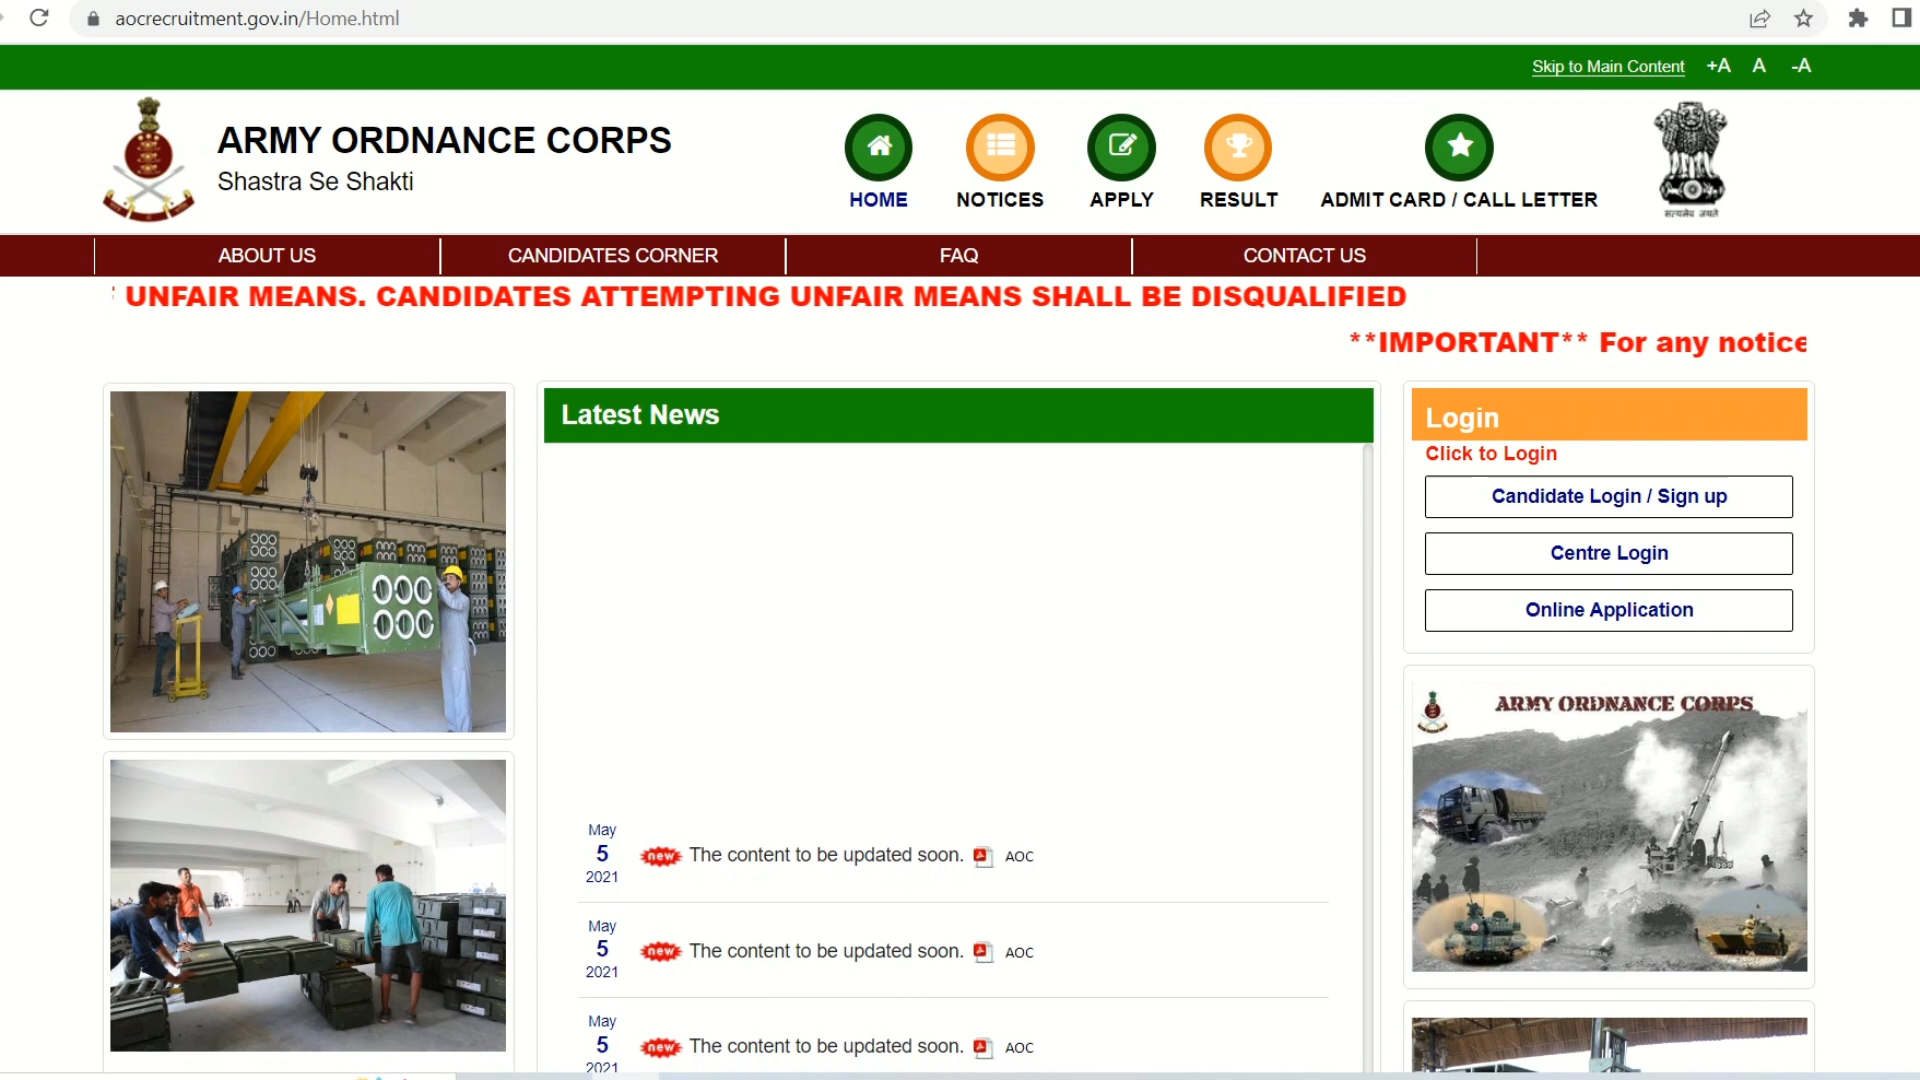 aocrecruitment.gov.in/Home.html
Skip to Main Content +A A -A
ARMY ORDNANCE CORPS
Shastra Se Shakti
HOME
NOTICES
APPLY
RESULT
ADMIT CARD / CALL LETTER
सत्यमेव जयते
ABOUT US
CANDIDATES CORNER
FAQ
CONTACT US
UNFAIR MEANS. CANDIDATES ATTEMPTING UNFAIR MEANS SHALL BE DISQUALIFIED
**IMPORTANT** For any notice
Latest News
May
5
2021
new The content to be updated soon. AOC
May
5
2021
new The content to be updated soon. AOC
May
5
2021
new The content to be updated soon. AOC
Login
Click to Login
Candidate Login / Sign up
Centre Login
Online Application
ARMY ORDNANCE CORPS